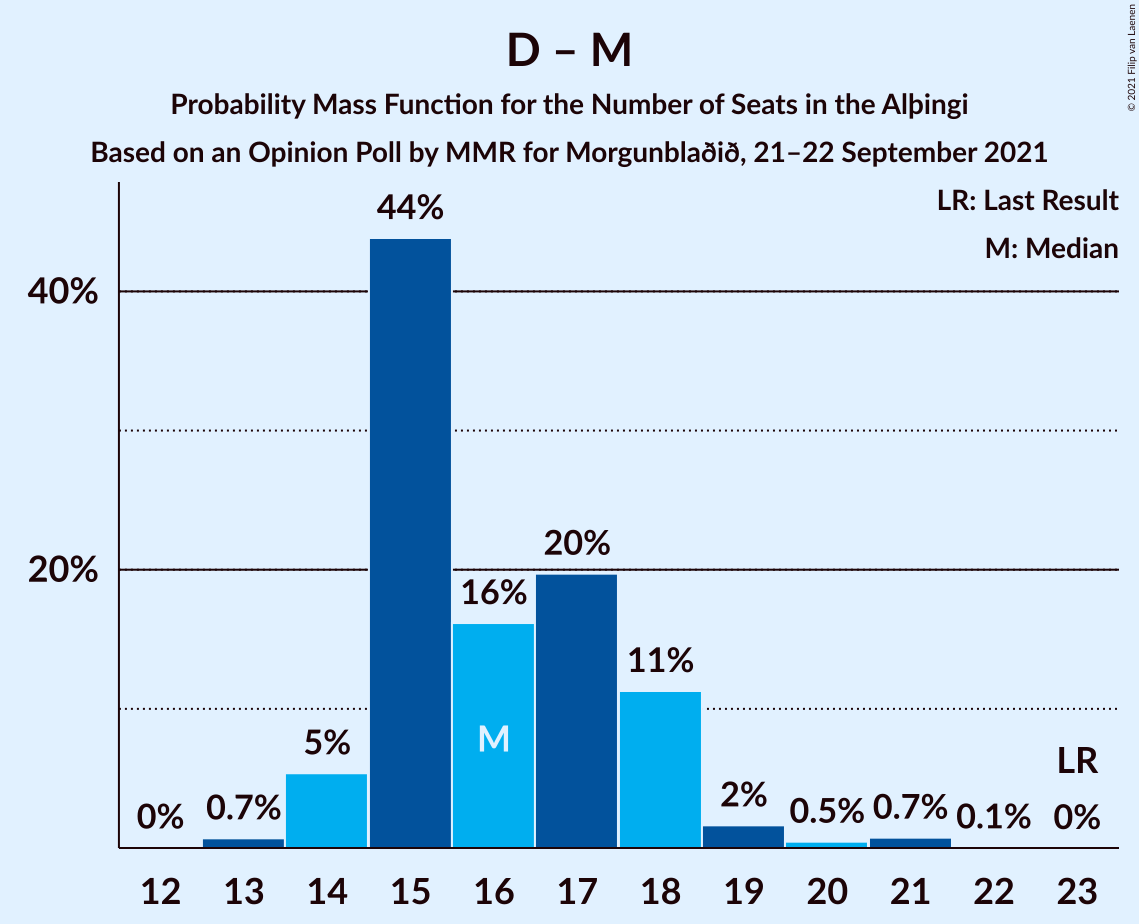 D – M
Probability Mass Function for the Number of Seats in the Alþingi
Based on an Opinion Poll by MMR for Morgunblaðið, 21–22 September 2021
© 2021 Filip van Laenen
LR: Last Result
M: Median
40%
20%
0%
0.7%
5%
44%
16%
20%
11%
2%
0.5%
0.7%
0.1%
0%
LR
M
12 13 14 15 16 17 18 19 20 21 22 23